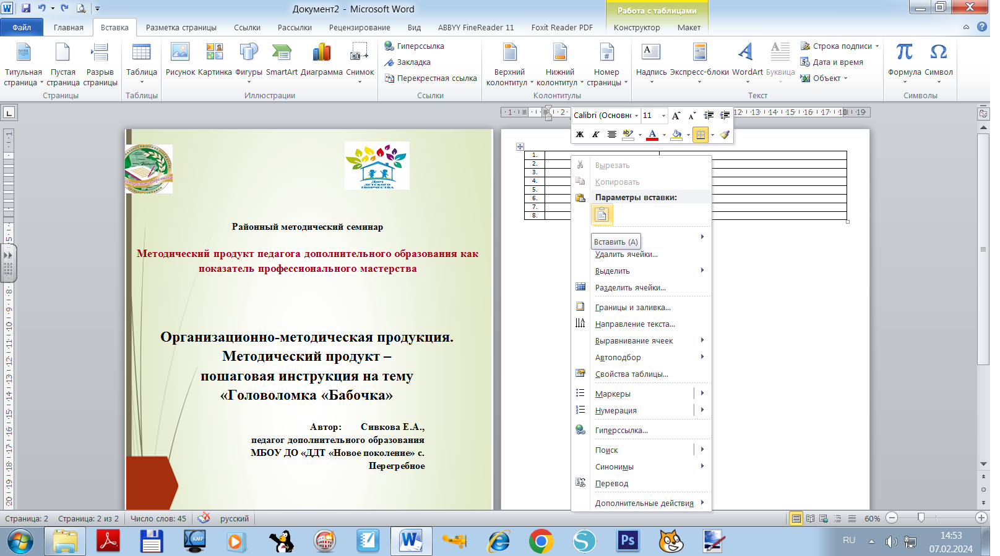 Документ2 - Microsoft Word
Работа с таблицами
Файл Главная Вставка Разметка страницы Ссылки Рассылки Рецензирование Вид ABBYY FineReader 11 Foxit Reader PDF Конструктор Макет
Титульная страница
Пустая страница
Разрыв страницы
Страницы
Таблица
Таблицы
Рисунок Картинка Фигуры SmartArt Диаграмма Снимок
Иллюстрации
Гиперссылка
Закладка
Перекрестная ссылка
Ссылки
Верхний колонтитул
Нижний колонтитул
Номер страницы
Колонтитулы
Надпись Экспресс-блоки WordArt Буквица
Строка подписи
Дата и время
Объект
Текст
Формула Символ
Символы
Calibri (Основно 11
Ж К
ДОМ
ДЕТСКОГО
ТВОРЧЕСТВА
Районный методический семинар
Методический продукт педагога дополнительного образования как
показатель профессионального мастерства
Организационно-методическая продукция.
Методический продукт –
пошаговая инструкция на тему
«Головоломка «Бабочка»
Автор: Сивкова Е.А.,
педагог дополнительного образования
МБОУ ДО «ДДТ «Новое поколение» с.
Перегребное
1.
2.
3.
4.
5.
6.
7.
8.
Вырезать
Копировать
Параметры вставки:
Вставить (А)
Удалить ячейки...
Выделить
Разделить ячейки...
Границы и заливка...
Направление текста...
Выравнивание ячеек
Автоподбор
Свойства таблицы...
Маркеры
Нумерация
Гиперссылка...
Поиск
Синонимы
Перевод
Дополнительные действия
Страница: 2 Страница: 2 из 2 Число слов: 45 русский 60%
RU 14:53
07.02.2024